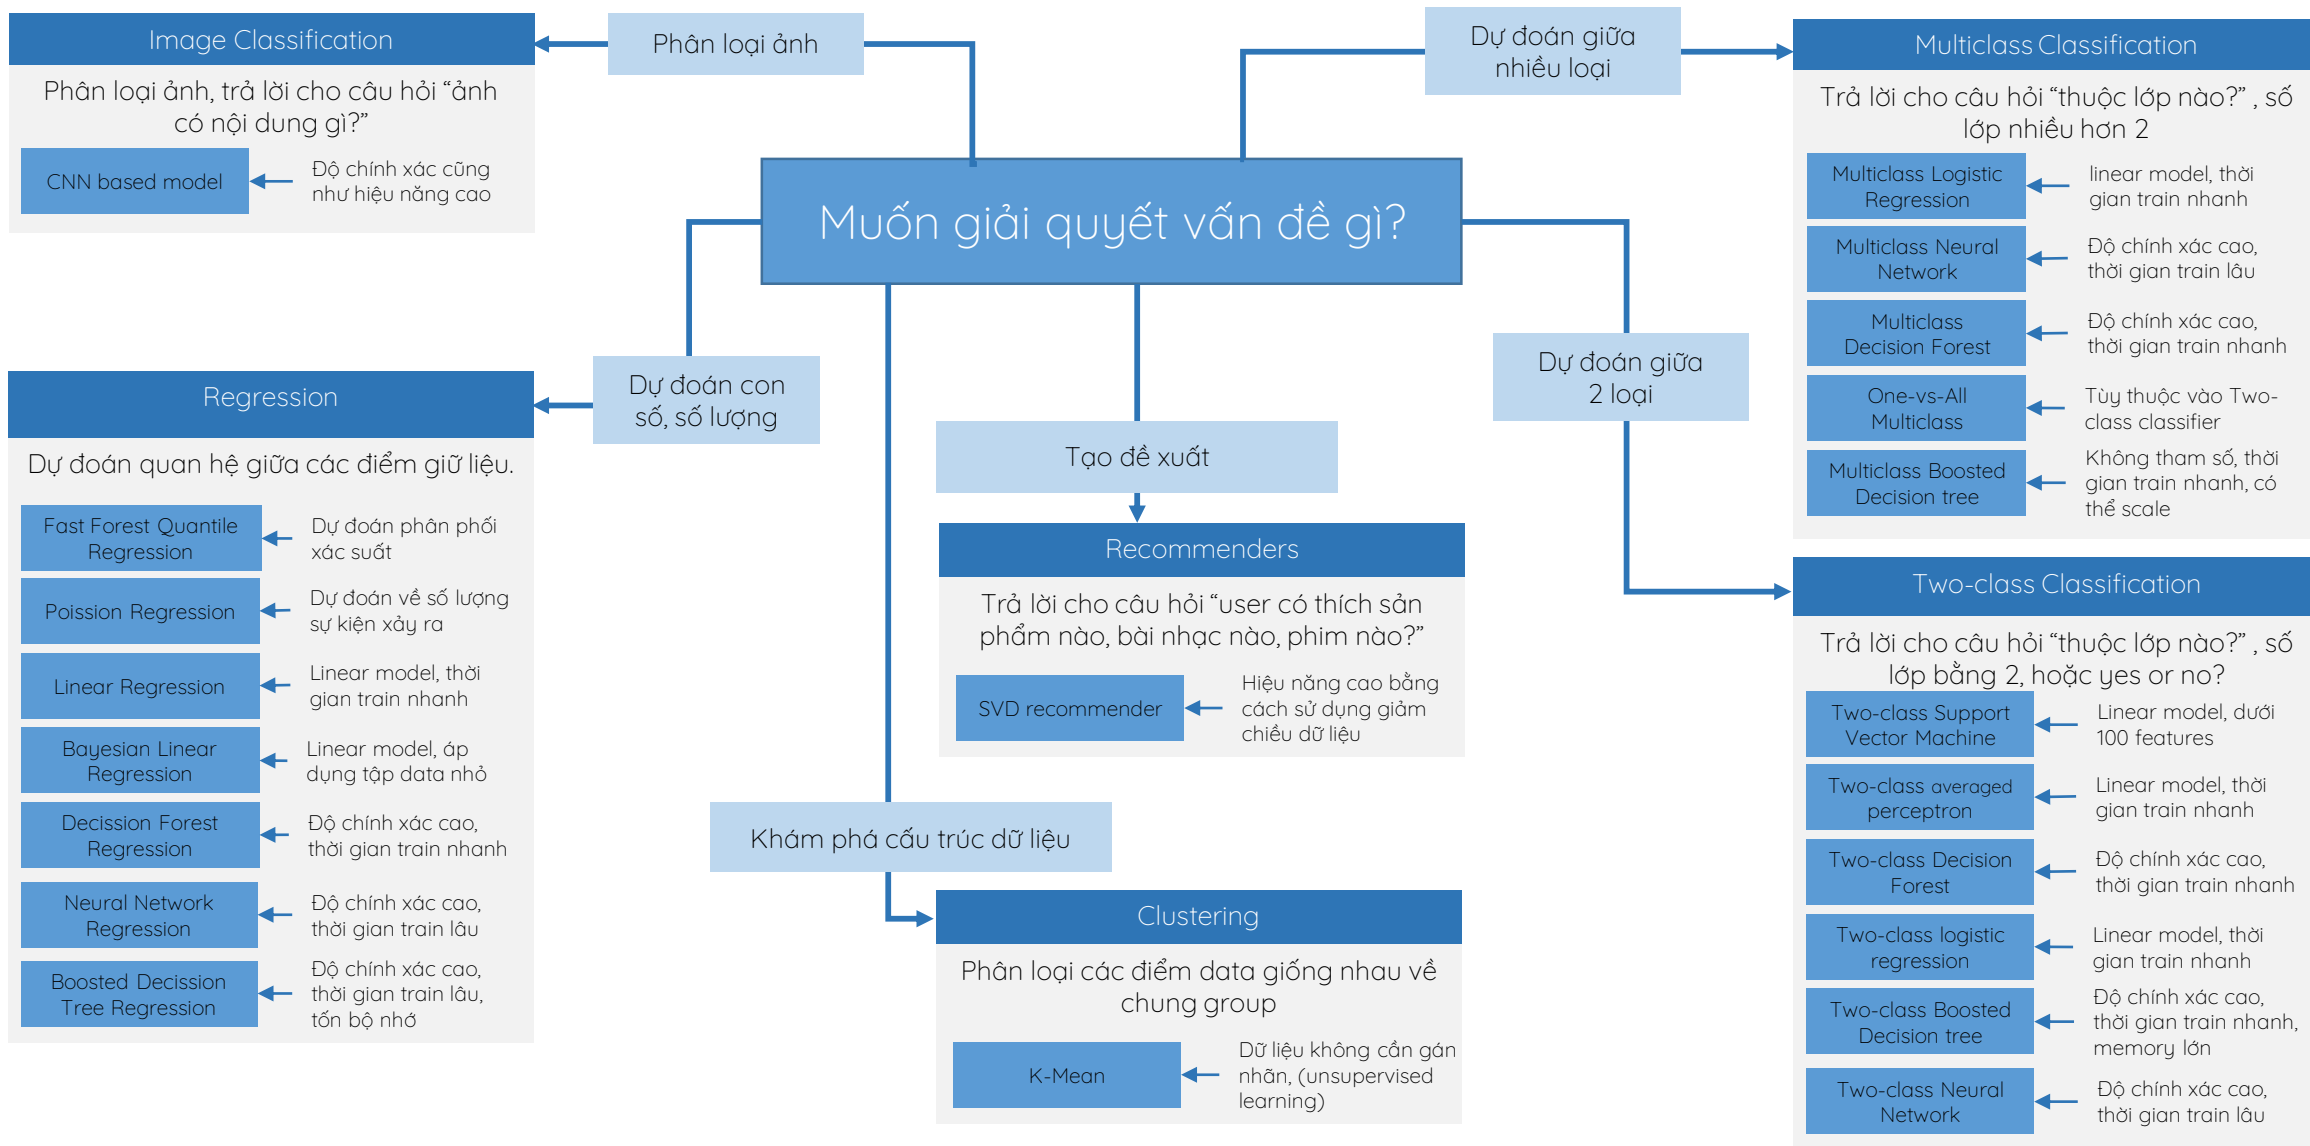 Muốn giải quyết vấn đề gì?
Phân loại ảnh
Image Classification
Phân loại ảnh, trả lời cho câu hỏi “ảnh
có nội dung gì?”
CNN based model
Độ chính xác cũng
như hiệu năng cao
Dự đoán con
số, số lượng
Regression
Dự đoán quan hệ giữa các điểm giữ liệu.
Fast Forest Quantile
Regression
Dự đoán phân phối
xác suất
Poission Regression
Dự đoán về số lượng
sự kiện xảy ra
Linear Regression
Linear model, thời
gian train nhanh
Bayesian Linear
Regression
Linear model, áp
dụng tập data nhỏ
Decission Forest
Regression
Độ chính xác cao,
thời gian train nhanh
Neural Network
Regression
Độ chính xác cao,
thời gian train lâu
Boosted Decission
Tree Regression
Độ chính xác cao,
thời gian train lâu,
tốn bộ nhớ
Tạo đề xuất
Recommenders
Trả lời cho câu hỏi “user có thích sản
phẩm nào, bài nhạc nào, phim nào?”
SVD recommender
Hiệu năng cao bằng
cách sử dụng giảm
chiều dữ liệu
Khám phá cấu trúc dữ liệu
Clustering
Phân loại các điểm data giống nhau về
chung group
K-Mean
Dữ liệu không cần gán
nhãn, (unsupervised
learning)
Dự đoán giữa
nhiều loại
Multiclass Classification
Trả lời cho câu hỏi “thuộc lớp nào?” , số
lớp nhiều hơn 2
Multiclass Logistic
Regression
linear model, thời
gian train nhanh
Multiclass Neural
Network
Độ chính xác cao,
thời gian train lâu
Multiclass
Decision Forest
Độ chính xác cao,
thời gian train nhanh
One-vs-All
Multiclass
Tùy thuộc vào Two-
class classifier
Multiclass Boosted
Decision tree
Không tham số, thời
gian train nhanh, có
thể scale
Dự đoán giữa
2 loại
Two-class Classification
Trả lời cho câu hỏi “thuộc lớp nào?” , số
lớp bằng 2, hoặc yes or no?
Two-class Support
Vector Machine
Linear model, dưới
100 features
Two-class averaged
perceptron
Linear model, thời
gian train nhanh
Two-class Decision
Forest
Độ chính xác cao,
thời gian train nhanh
Two-class logistic
regression
Linear model, thời
gian train nhanh
Two-class Boosted
Decision tree
Độ chính xác cao,
thời gian train nhanh,
memory lớn
Two-class Neural
Network
Độ chính xác cao,
thời gian train lâu